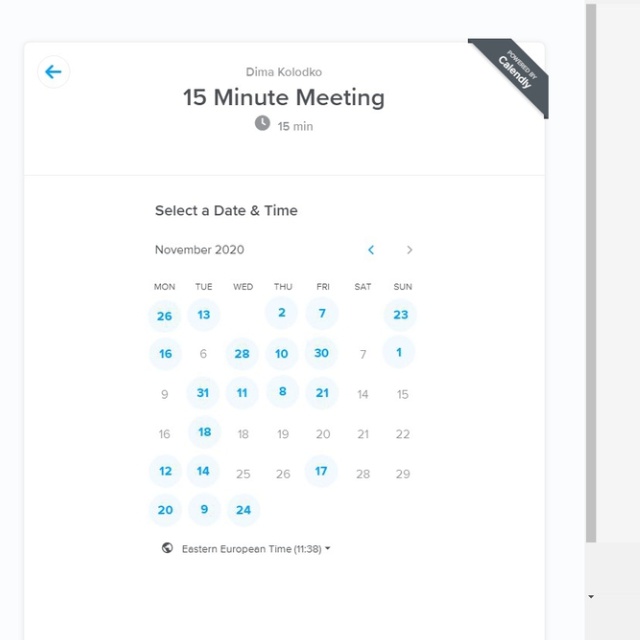 Dima Kolodko
15 Minute Meeting
15 min
POWERED BY
Calendly
Select a Date & Time
November 2020
MON TUE WED THU FRI SAT SUN
26 13 2 7 23
16 6 28 10 30 7 1
9 31 11 8 21 14 15
16 18 18 19 20 21 22
12 14 25 26 17 28 29
20 9 24
Eastern European Time (11:38)